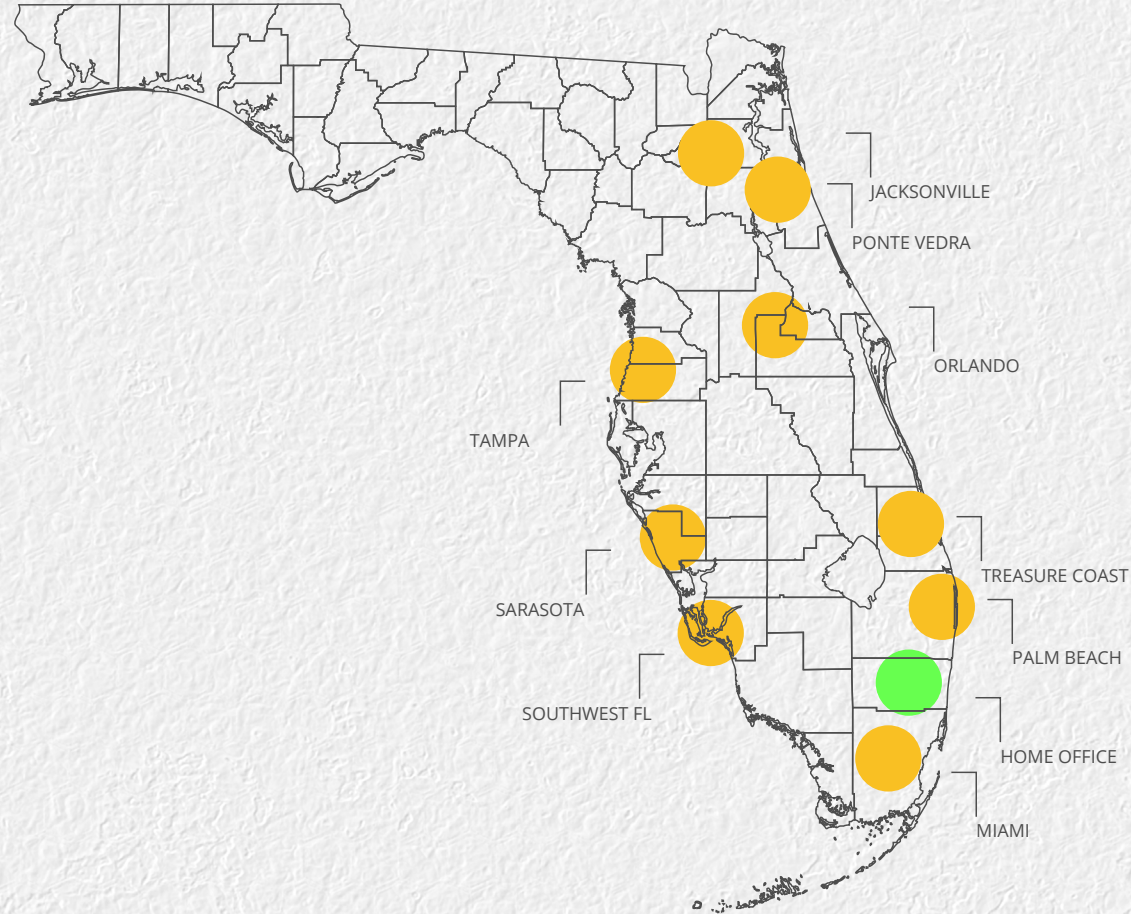 JACKSONVILLE
PONTE VEDRA
ORLANDO
TAMPA
TREASURE COAST
SARASOTA
PALM BEACH
SOUTHWEST FL
HOME OFFICE
MIAMI